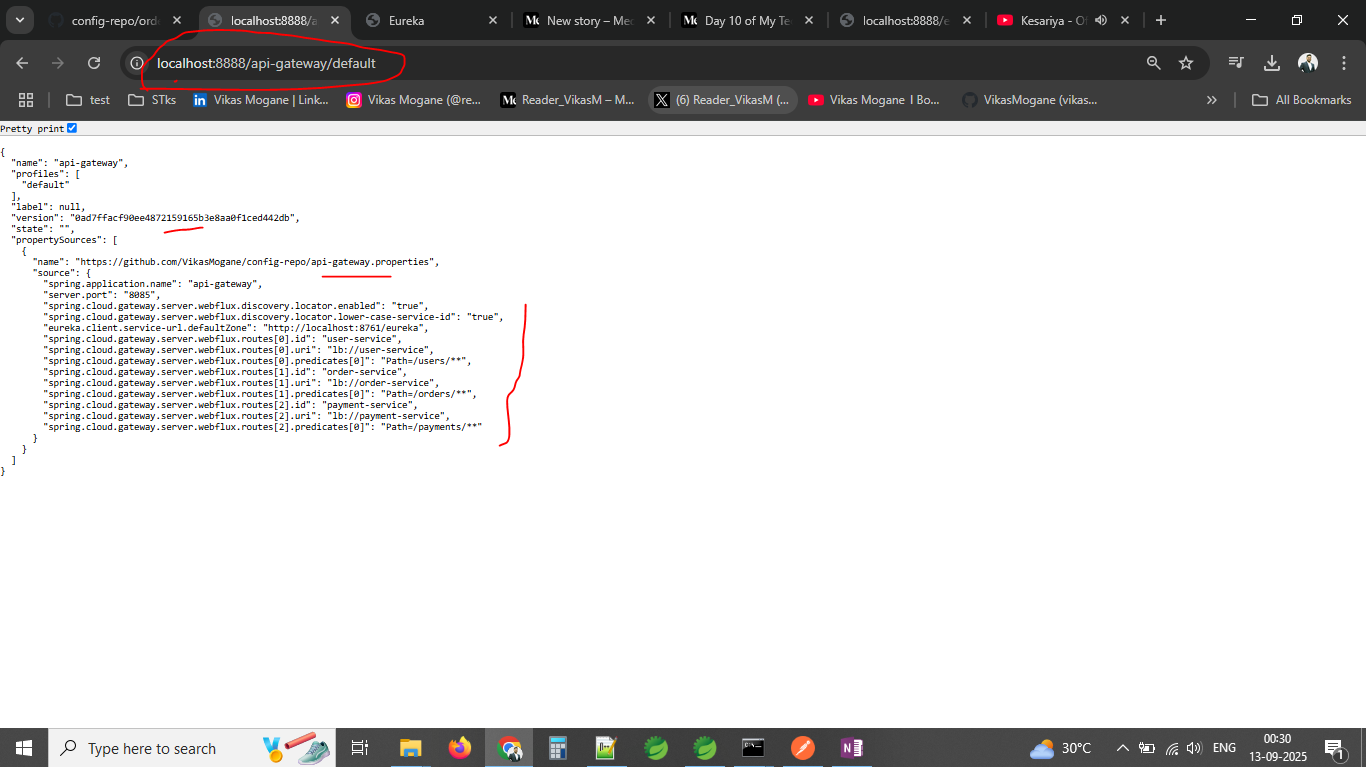 config-repo/ord
localhost:8888/a
Eureka
New story – Med
Day 10 of My Te
localhost:8888/e
Kesariya - Of
localhost:8888/api-gateway/default
test
STks
Vikas Mogane | Link...
Vikas Mogane (@re...
Reader_VikasM – M...
(6) Reader_VikasM (...
Vikas Mogane I Bo...
VikasMogane (vikas...
»
All Bookmarks
Pretty print
{
"name": "api-gateway",
"profiles": [
"default"
],
"label": null,
"version": "0ad7ffacf90ee4872159165b3e8aa0f1ced442db",
"state": "",
"propertySources": [
{
"name": "https://github.com/VikasMogane/config-repo/api-gateway.properties",
"source": {
"spring.application.name": "api-gateway",
"server.port": "8085",
"spring.cloud.gateway.server.webflux.discovery.locator.enabled": "true",
"spring.cloud.gateway.server.webflux.discovery.locator.lower-case-service-id": "true",
"eureka.client.service-url.defaultZone": "http://localhost:8761/eureka",
"spring.cloud.gateway.server.webflux.routes[0].id": "user-service",
"spring.cloud.gateway.server.webflux.routes[0].uri": "lb://user-service",
"spring.cloud.gateway.server.webflux.routes[0].predicates[0]": "Path=/users/**",
"spring.cloud.gateway.server.webflux.routes[1].id": "order-service",
"spring.cloud.gateway.server.webflux.routes[1].uri": "lb://order-service",
"spring.cloud.gateway.server.webflux.routes[1].predicates[0]": "Path=/orders/**",
"spring.cloud.gateway.server.webflux.routes[2].id": "payment-service",
"spring.cloud.gateway.server.webflux.routes[2].uri": "lb://payment-service",
"spring.cloud.gateway.server.webflux.routes[2].predicates[0]": "Path=/payments/**"
}
}
]
}
Type here to search
30°C
ENG
00:30
13-09-2025
1